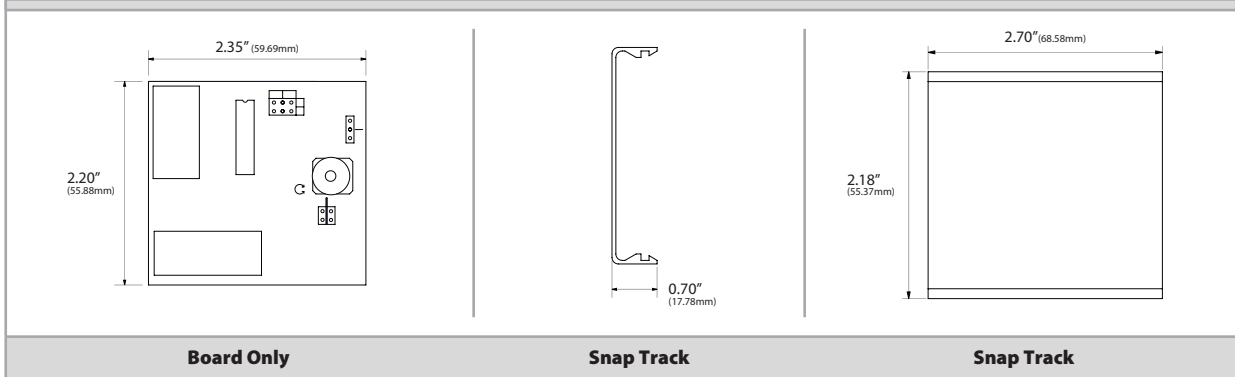 2.35" (59.69mm)
2.20"
(55.88mm)
0.70"
(17.78mm)
2.70"(68.58mm)
2.18"
(55.37mm)
Board Only
Snap Track
Snap Track